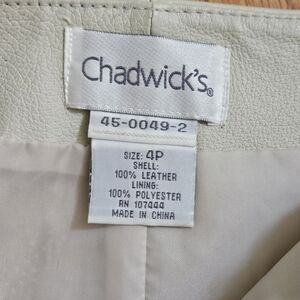 Chadwick's®
45-0049-2
SIZE: 4P
SHELL:
100% LEATHER
LINING:
100% POLYESTER
RN 107444
MADE IN CHINA